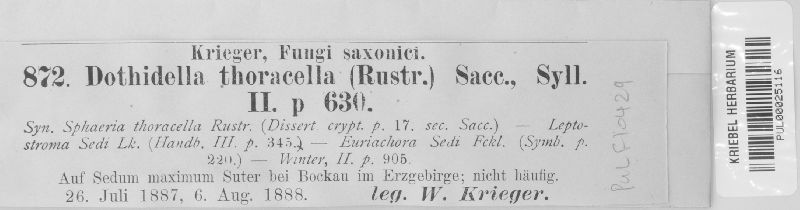 Krieger, Fungi saxonici.
872. Dothidella thoracella (Rustr.) Sacc., Syll.
II. p 630.
Syn. Sphaeria thoracella Rustr. (Dissert. crypt. p. 17. sec. Sacc.) — Lepto-
stroma Sedi Lk. (Handb. III. p. 345.) — Euriachora Sedi Fckl. (Symb. p.
220.) — Winter, II. p. 905.
Auf Sedum maximum Suter bei Bockau im Erzgebirge; nicht häufig.
26. Juli 1887, 6. Aug. 1888. leg. W. Krieger.
PUL F10429
KRIEBEL HERBARIUM
PUL00025116